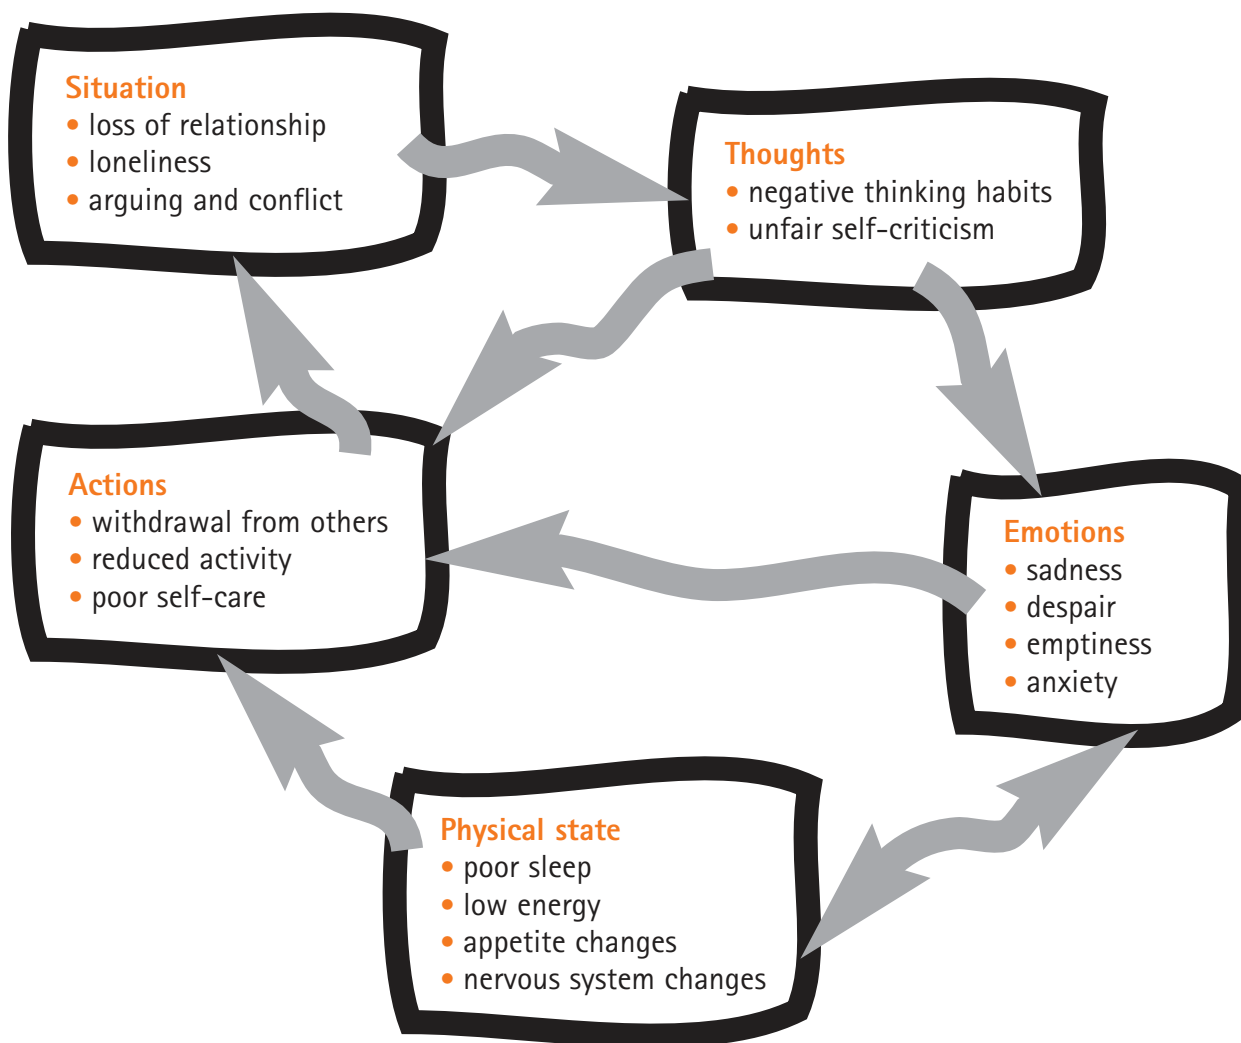 Situation
• loss of relationship
• loneliness
• arguing and conflict
Thoughts
• negative thinking habits
• unfair self-criticism
Actions
• withdrawal from others
• reduced activity
• poor self-care
Emotions
• sadness
• despair
• emptiness
• anxiety
Physical state
• poor sleep
• low energy
• appetite changes
• nervous system changes